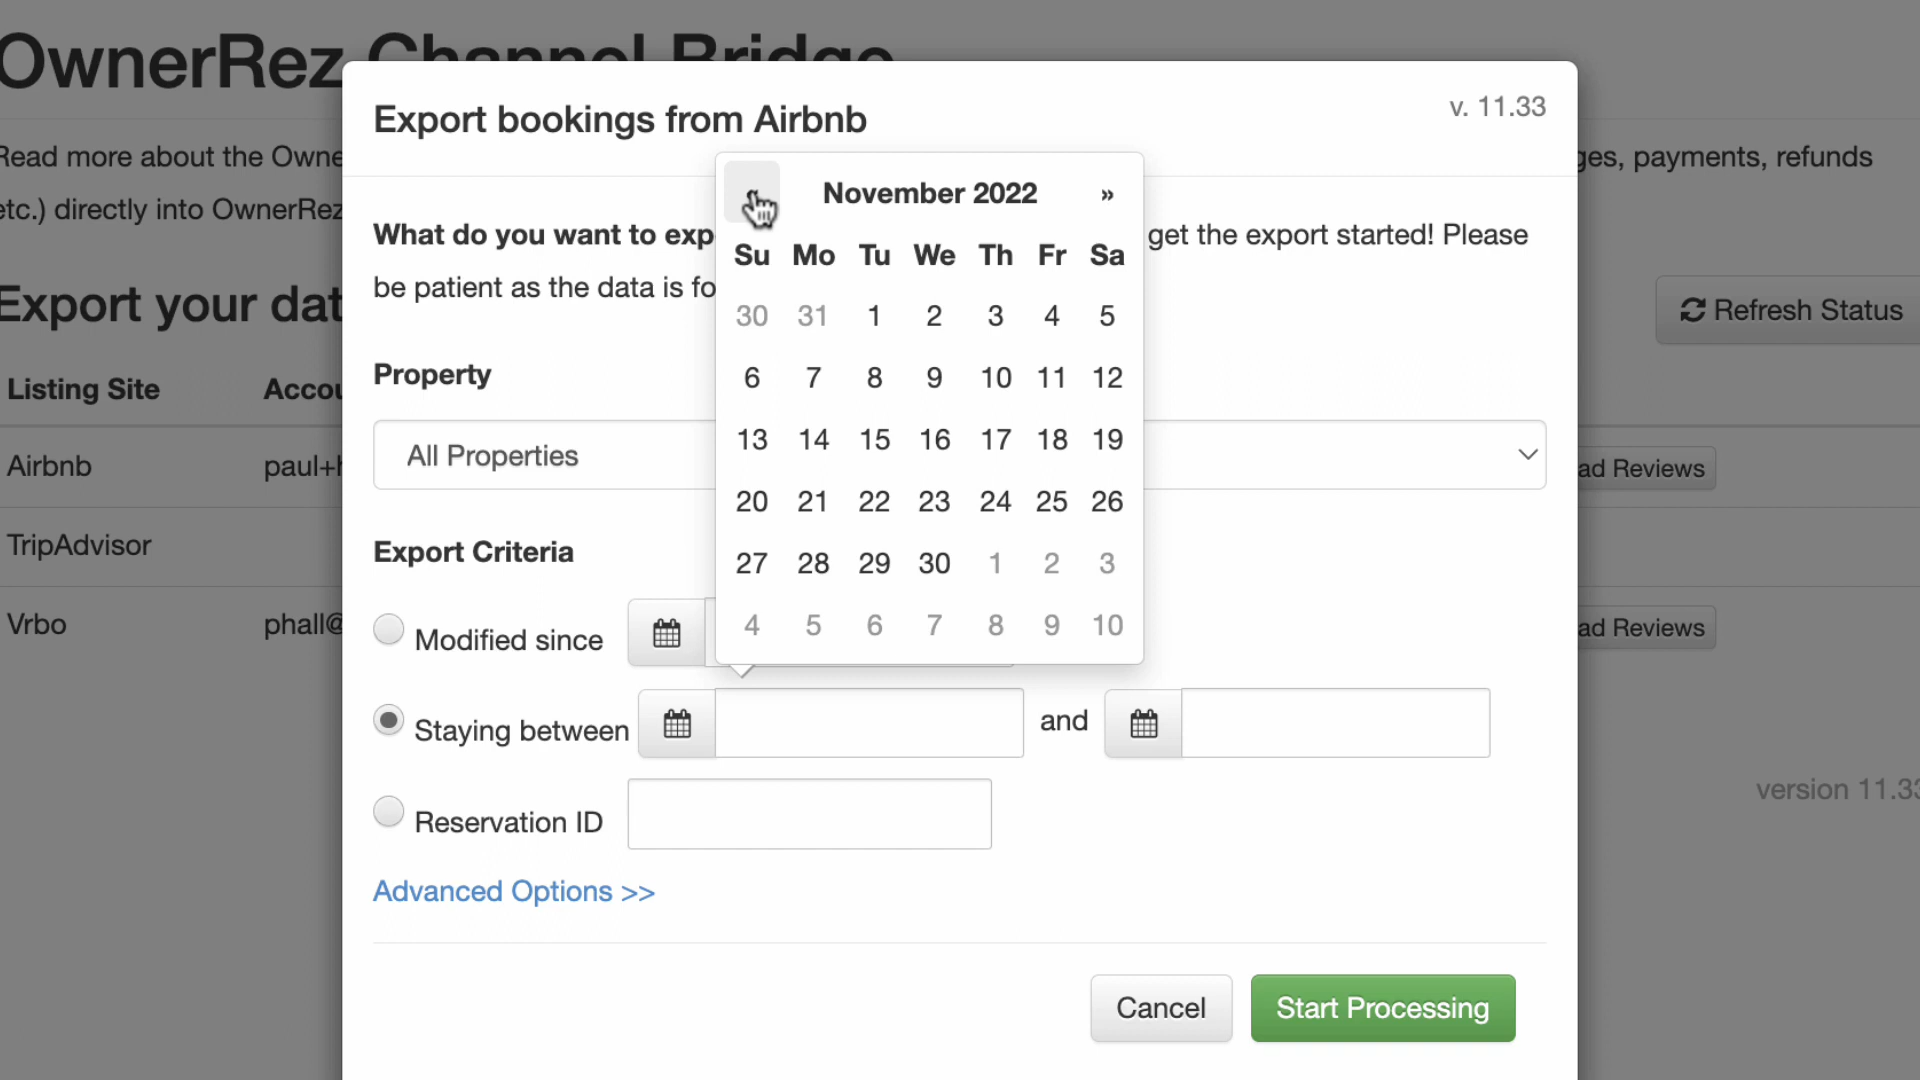 OwnerRez Channel Bridge
Export bookings from Airbnb
v. 11.33
Read more about the Owne
ges, payments, refunds
etc.) directly into OwnerRez
November 2022 »
What do you want to exp
get the export started! Please
be patient as the data is fo
Su Mo Tu We Th Fr Sa
30 31 1 2 3 4 5
6 7 8 9 10 11 12
13 14 15 16 17 18 19
20 21 22 23 24 25 26
27 28 29 30 1 2 3
4 5 6 7 8 9 10
Export your dat
Refresh Status
Property
Listing Site Accou
All Properties
Airbnb paul+h
ad Reviews
TripAdvisor
Export Criteria
Vrbo phall@
ad Reviews
Modified since
Staying between
and
version 11.33
Reservation ID
Advanced Options >>
Cancel
Start Processing